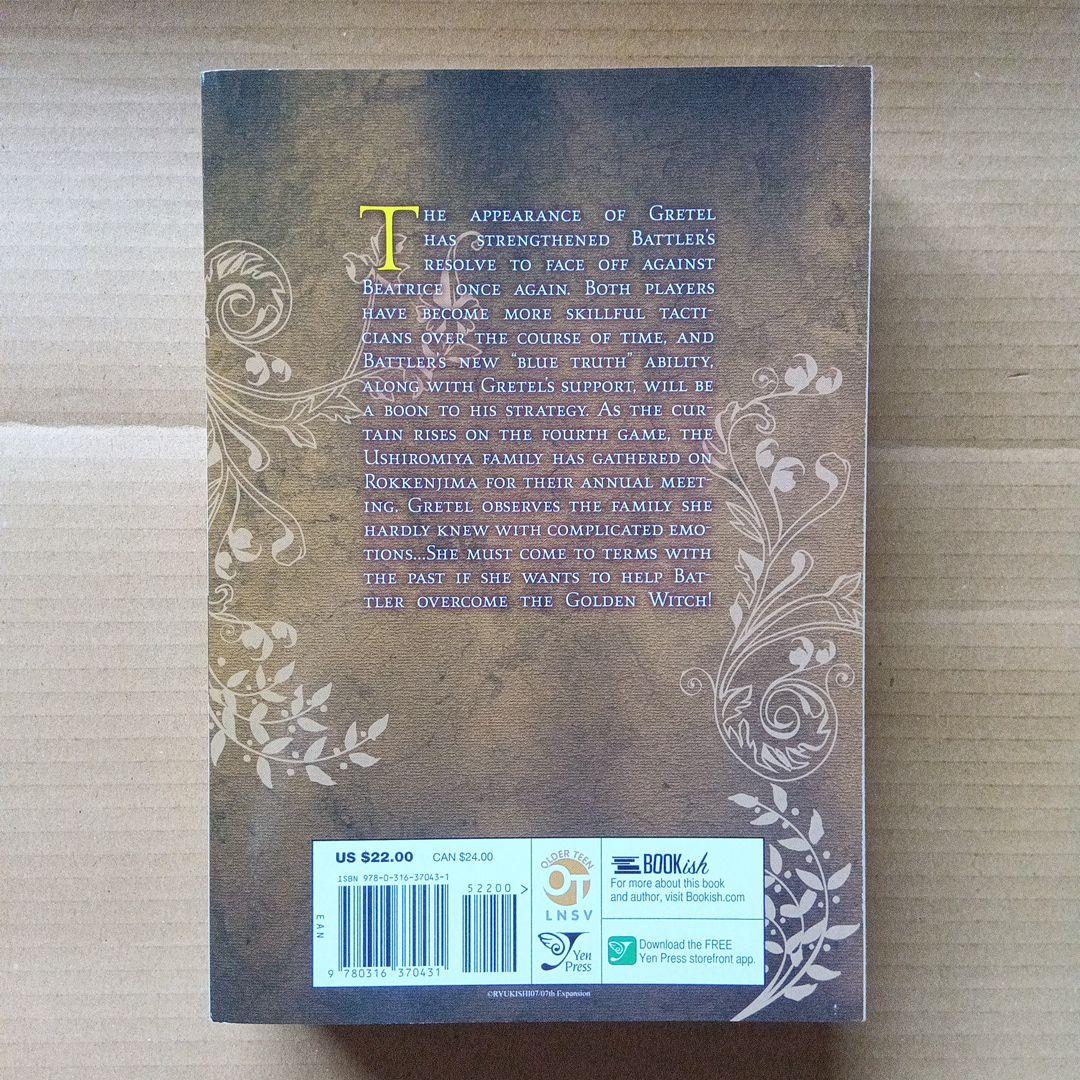 THE APPEARANCE OF GRETEL
HAS STRENGTHENED BATTLER'S
RESOLVE TO FACE OFF AGAINST
BEATRICE ONCE AGAIN. BOTH PLAYERS
HAVE BECOME MORE SKILLFUL TACTI-
CIANS OVER THE COURSE OF TIME, AND
BATTLER'S NEW "BLUE TRUTH" ABILITY,
ALONG WITH GRETEL'S SUPPORT, WILL BE
A BOON TO HIS STRATEGY. AS THE CUR-
TAIN RISES ON THE FOURTH GAME, THE
USHIROMIYA FAMILY HAS GATHERED ON
ROKKENJIMA FOR THEIR ANNUAL MEET-
ING. GRETEL OBSERVES THE FAMILY SHE
HARDLY KNEW WITH COMPLICATED EMO-
TIONS...SHE MUST COME TO TERMS WITH
THE PAST IF SHE WANTS TO HELP BAT-
TLER OVERCOME THE GOLDEN WITCH!
US $22.00 CAN $24.00
ISBN 978-0-316-37043-1
52200 >
EAN
9 780316 370431
OLDER TEEN
OT
LNSV
Yen
Press
BOOKish
For more about this book
and author, visit Bookish.com
Download the FREE
Yen Press storefront app.
©RYUKISHI07/07th Expansion